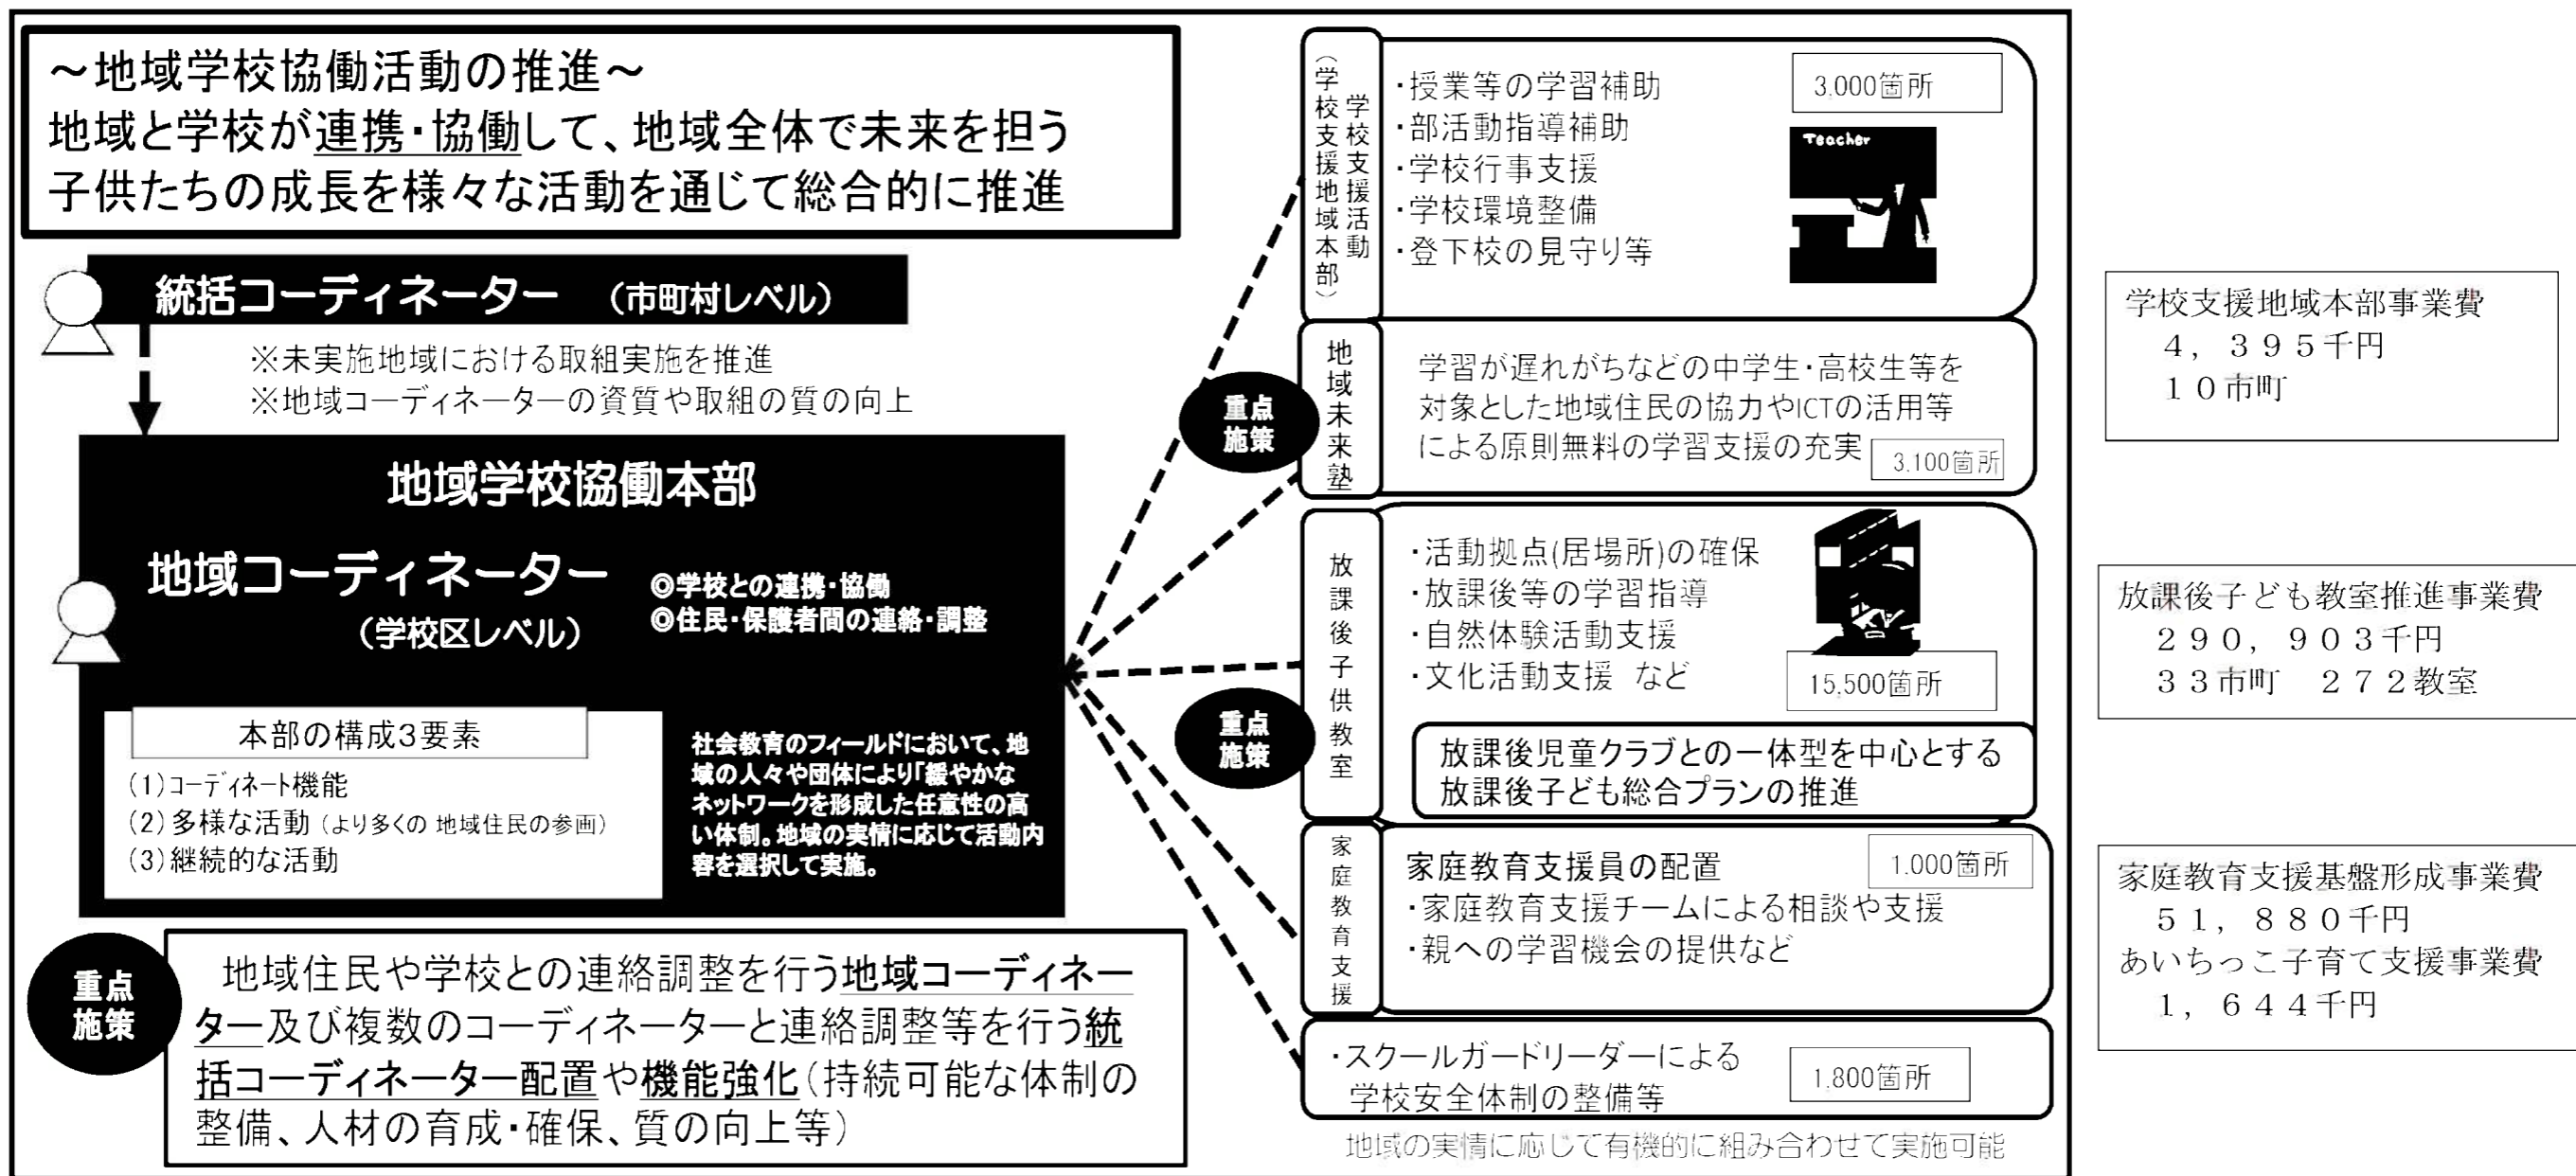 ～地域学校協働活動の推進～
地域と学校が連携・協働して、地域全体で未来を担う
子供たちの成長を様々な活動を通じて総合的に推進
統括コーディネーター （市町村レベル）
※未実施地域における取組実施を推進
※地域コーディネーターの資質や取組の質の向上
地域学校協働本部
地域コーディネーター
（学校区レベル）
◎学校との連携・協働
◎住民・保護者間の連絡・調整
本部の構成3要素
(1)コーディネート機能
(2)多様な活動（より多くの 地域住民の参画）
(3)継続的な活動
社会教育のフィールドにおいて、地
域の人々や団体により「緩やかな
ネットワークを形成した任意性の高
い体制。地域の実情に応じて活動内
容を選択して実施。
重点
施策
地域住民や学校との連絡調整を行う地域コーディネー
ター及び複数のコーディネーターと連絡調整等を行う統
括コーディネーター配置や機能強化（持続可能な体制の
整備、人材の育成・確保、質の向上等）
学校支援活動
（学校支援地域本部）
・授業等の学習補助
・部活動指導補助
・学校行事支援
・学校環境整備
・登下校の見守り等
3,000箇所
Teacher
重点
施策
地域未来塾
学習が遅れがちなどの中学生・高校生等を
対象とした地域住民の協力やICTの活用等
による原則無料の学習支援の充実
3,100箇所
重点
施策
放課後子供教室
・活動拠点(居場所)の確保
・放課後等の学習指導
・自然体験活動支援
・文化活動支援 など
15,500箇所
放課後児童クラブとの一体型を中心とする
放課後子ども総合プランの推進
家庭教育支援
家庭教育支援員の配置
・家庭教育支援チームによる相談や支援
・親への学習機会の提供など
1,000箇所
・スクールガードリーダーによる
学校安全体制の整備等
1,800箇所
地域の実情に応じて有機的に組み合わせて実施可能
学校支援地域本部事業費
４，３９５千円
１０市町
放課後子ども教室推進事業費
２９０，９０３千円
３３市町　２７２教室
家庭教育支援基盤形成事業費
５１，８８０千円
あいちっこ子育て支援事業費
１，６４４千円